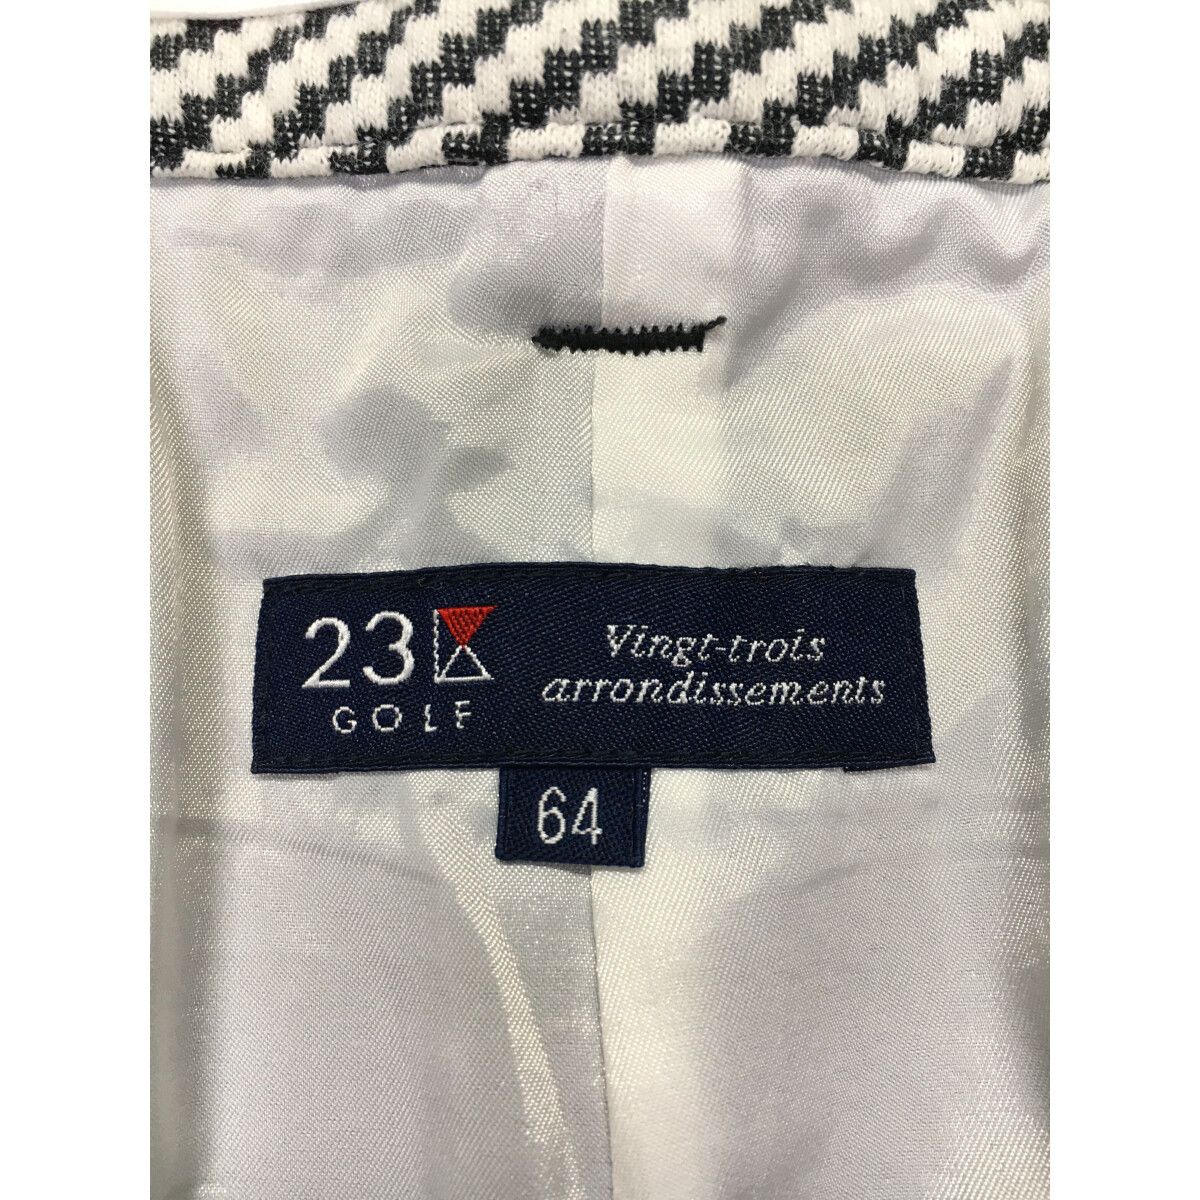 23
GOLF
Vingt-trois
arrondissements
64